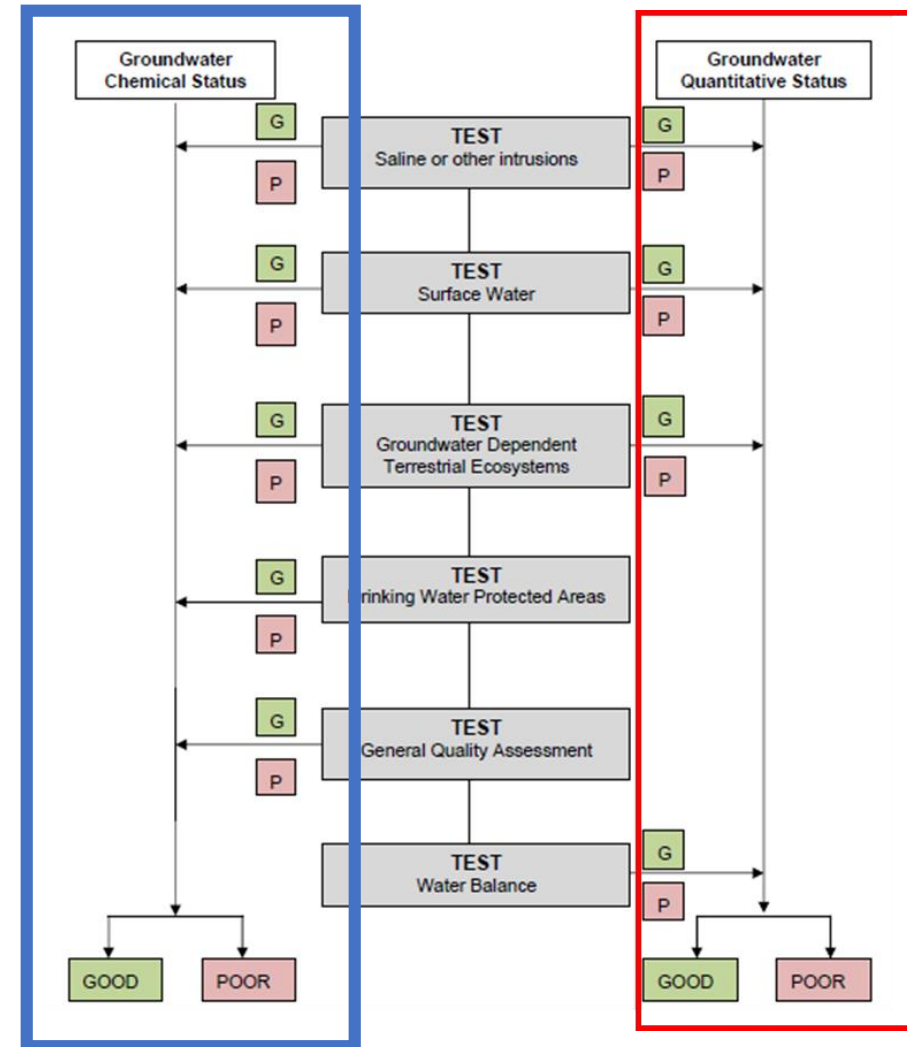 Groundwater
Chemical Status
Groundwater
Quantitative Status
G
P
TEST
Saline or other intrusions
G
P
G
P
TEST
Surface Water
G
P
G
P
TEST
Groundwater Dependent
Terrestrial Ecosystems
G
P
G
P
TEST
Drinking Water Protected Areas
G
P
TEST
General Quality Assessment
TEST
Water Balance
G
P
GOOD
POOR
GOOD
POOR